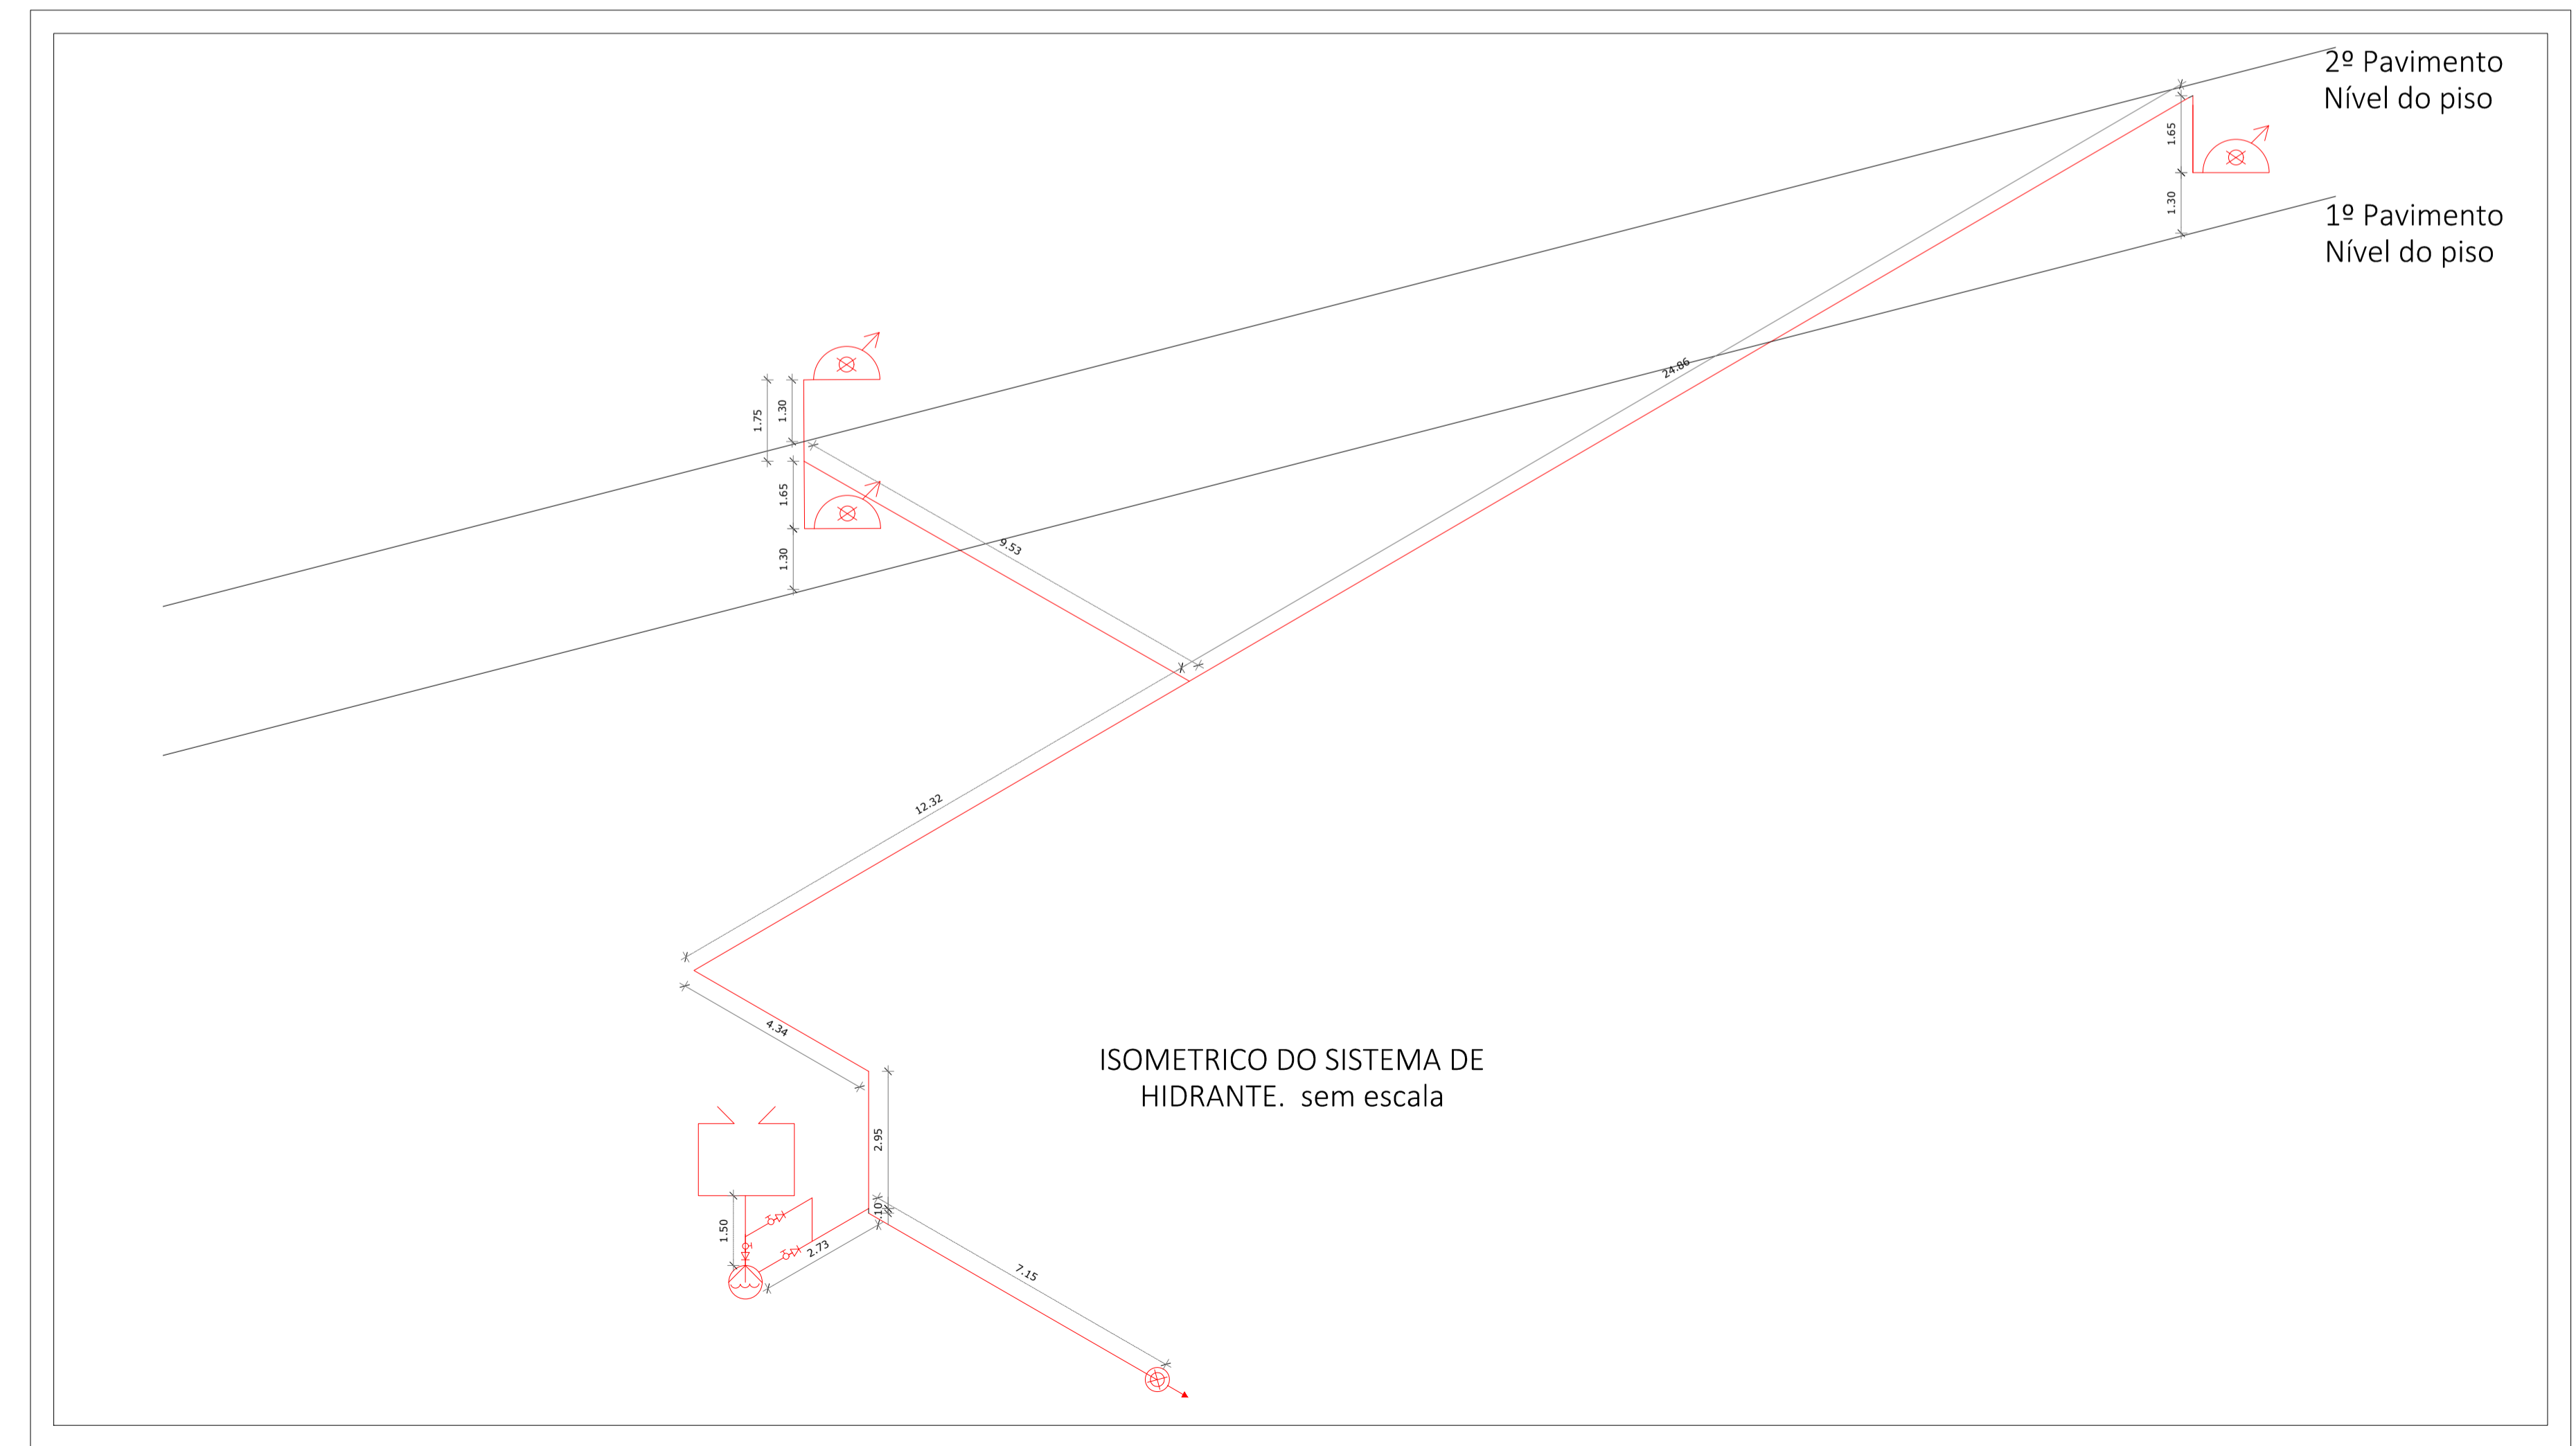 2º Pavimento
Nível do piso
1.65
1.30
1º Pavimento
Nível do piso
24.86
1.75
1.30
1.65
1.30
9.53
12.32
4.34
ISOMETRICO DO SISTEMA DE
HIDRANTE. sem escala
2.95
.10
1.50
2.73
7.15